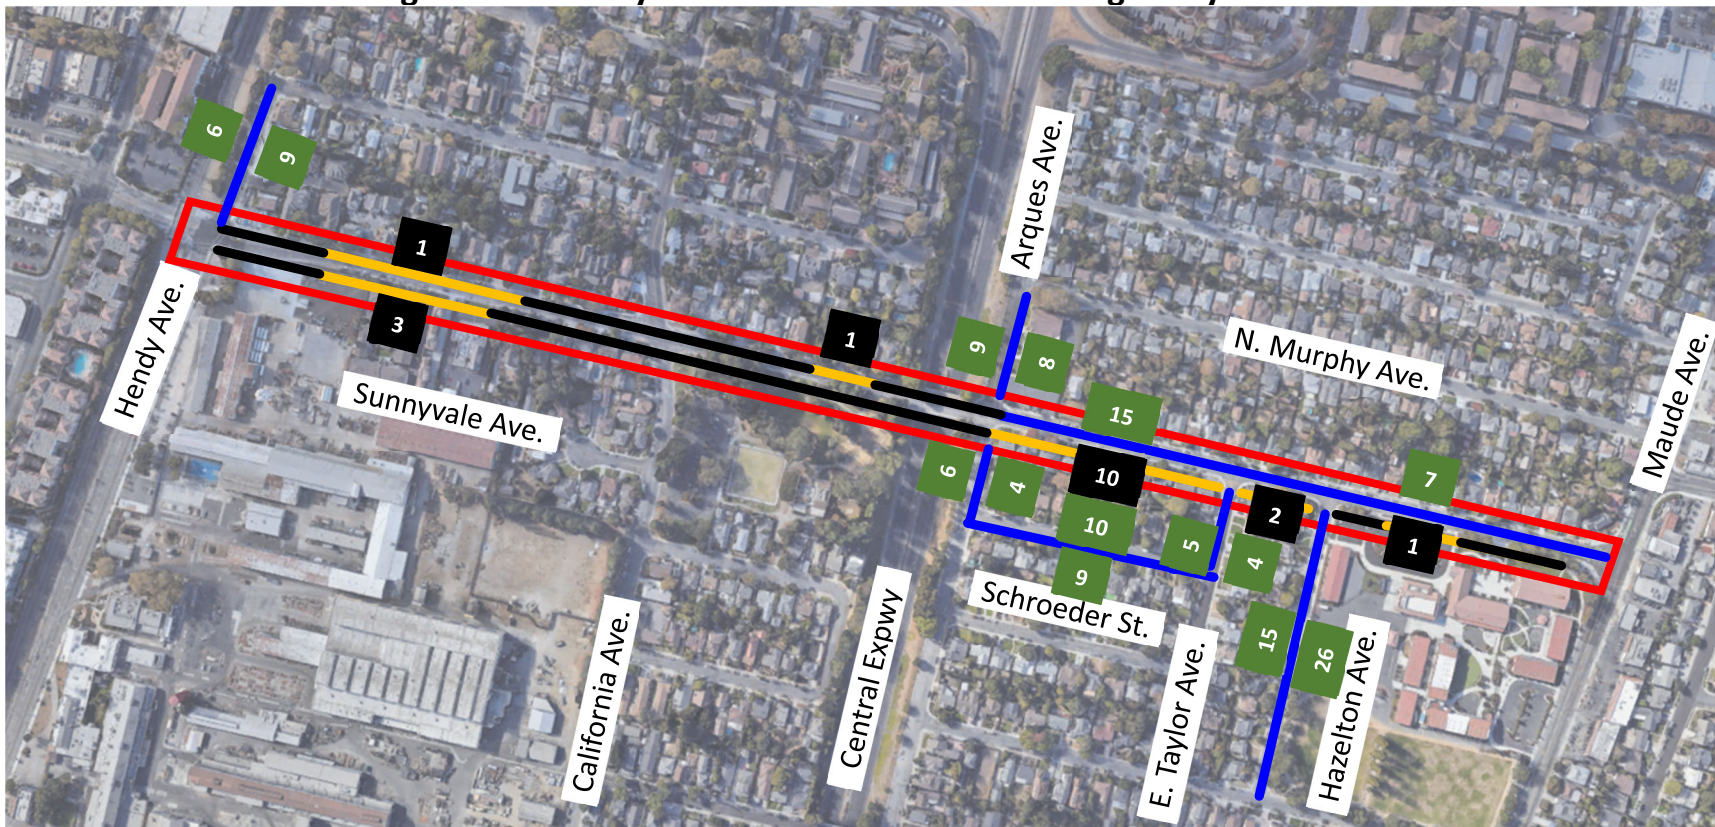 6
9
1
3
Hendy Ave.
Sunnyvale Ave.
1
Arques Ave.
9
8
15
N. Murphy Ave.
Maude Ave.
7
6
4
10
10
9
5
2
4
1
Schroeder St.
California Ave.
Central Expwy
E. Taylor Ave.
15
26
Hazelton Ave.